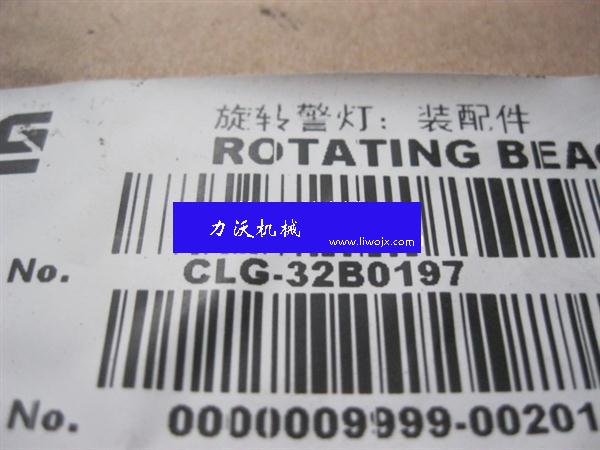 旋转警灯：装配件
ROTATING BEAC
力沃机械
www.liwojx.com
No. CLG-32B0197
No. 0000009999-00201